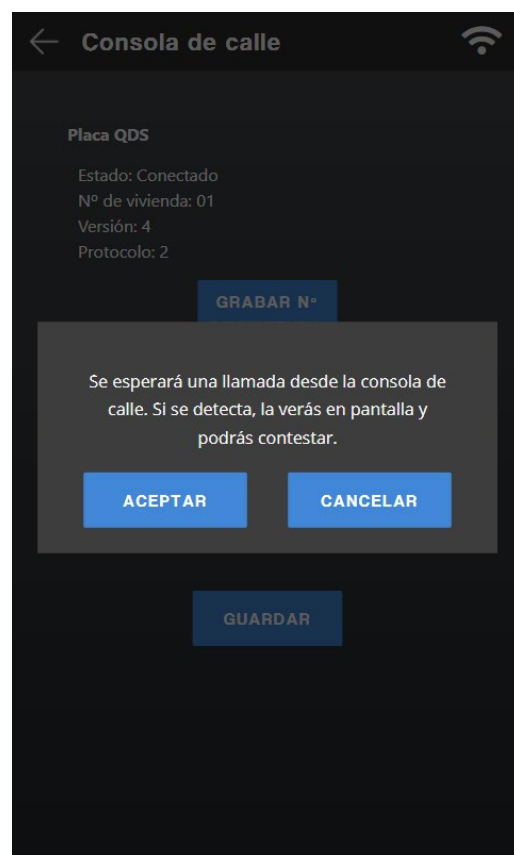 Consola de calle
Placa QDS
Estado: Conectado
Nº de vivienda: 01
Versión: 4
Protocolo: 2
GRABAR Nº
Se esperará una llamada desde la consola de
calle. Si se detecta, la verás en pantalla y
podrás contestar.
ACEPTAR
CANCELAR
GUARDAR